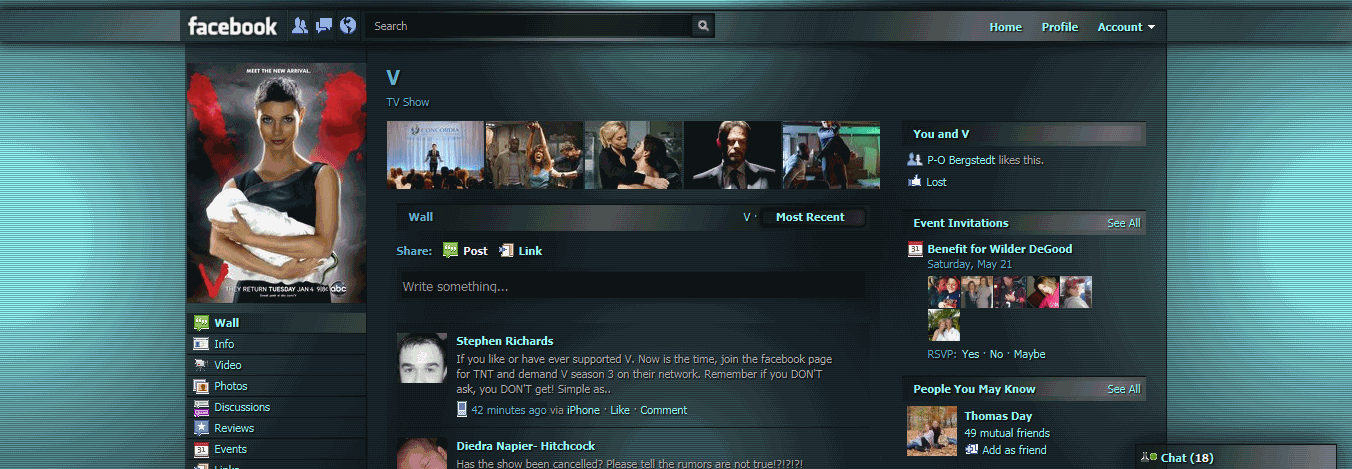 facebook
Search
Home Profile Account
MEET THE NEW ARRIVAL.
V
THEY RETURN TUESDAY JAN 4 9|8c abc
V
TV Show
CONCORDIA
Wall
V · Most Recent
Share: Post Link
Write something...
Stephen Richards
If you like or have ever supported V. Now is the time, join the facebook page
for TNT and demand V season 3 on their network. Remember if you DON'T
ask, you DON'T get! Simple as..
42 minutes ago via iPhone · Like · Comment
Diedra Napier- Hitchcock
Has the show been cancelled? Please tell the rumors are not true!?!?!?!
Wall
Info
Video
Photos
Discussions
Reviews
31 Events
Links
You and V
P-O Bergstedt likes this.
Lost
Event Invitations See All
31 Benefit for Wilder DeGood
Saturday, May 21
RSVP: Yes · No · Maybe
People You May Know See All
Thomas Day
49 mutual friends
Add as friend
Chat (18)